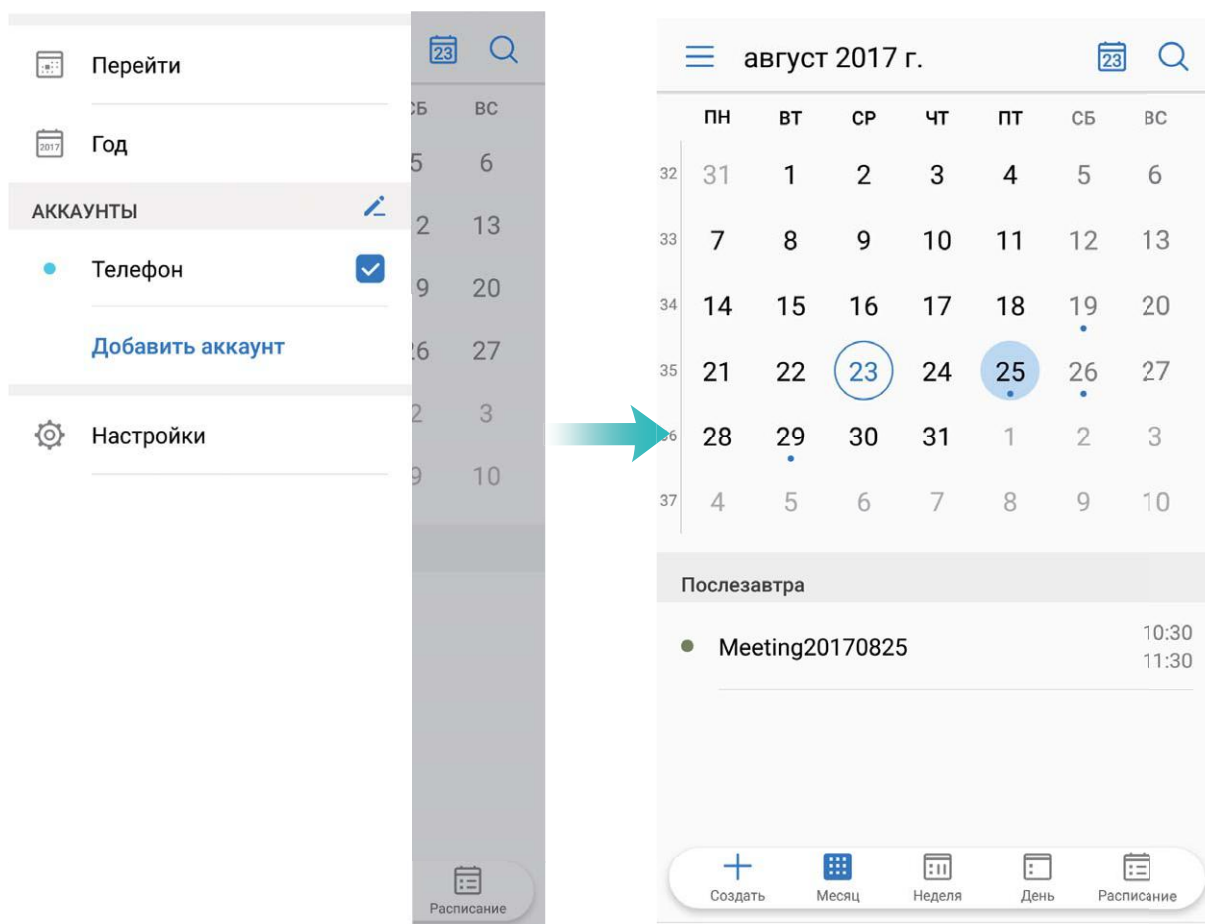 Перейти
2017 Год
АККАУНТЫ
Телефон
Добавить аккаунт
Настройки
23
СБ ВС
5 6
2 13
9 20
26 27
2 3
9 10
Расписание
август 2017 г. 23
ПН ВТ СР ЧТ ПТ СБ ВС
32 31 1 2 3 4 5 6
33 7 8 9 10 11 12 13
34 14 15 16 17 18 19 20
35 21 22 23 24 25 26 27
36 28 29 30 31 1 2 3
37 4 5 6 7 8 9 10
Послезавтра
Meeting20170825 10:30
11:30
Создать Месяц Неделя День Расписание